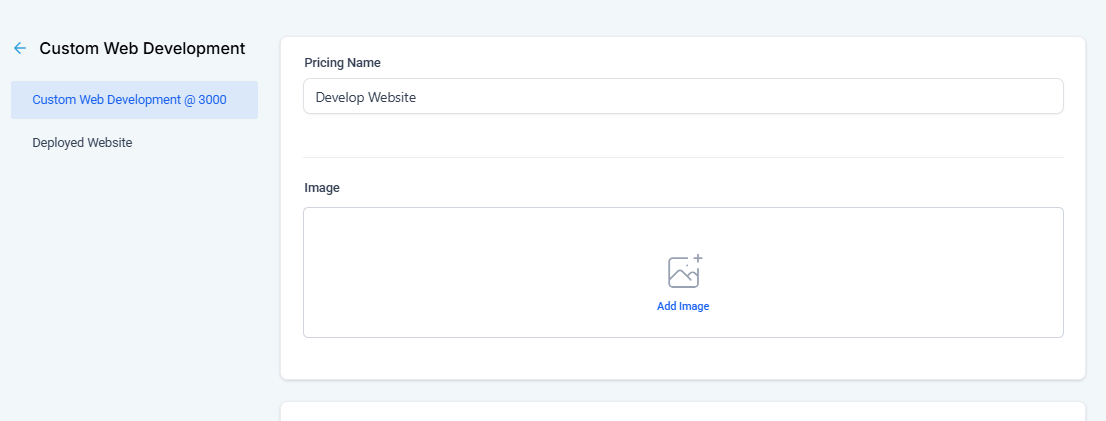 Custom Web Development
Custom Web Development @ 3000
Deployed Website
Pricing Name
Develop Website
Image
Add Image